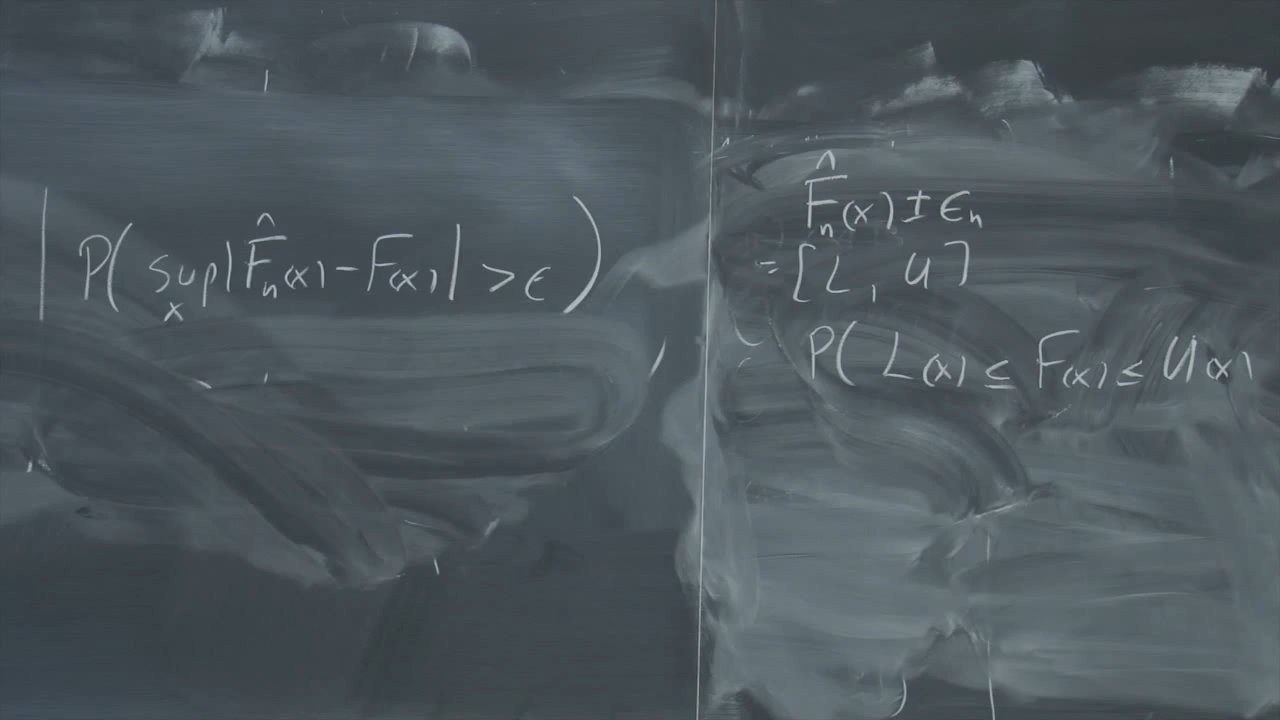 | P( sup | F̂n(x) - F(x) | > ϵ )
x
F̂n(x) ± ϵn
= [ L , U ]
P( L(x) ≤ F(x) ≤ U(x)